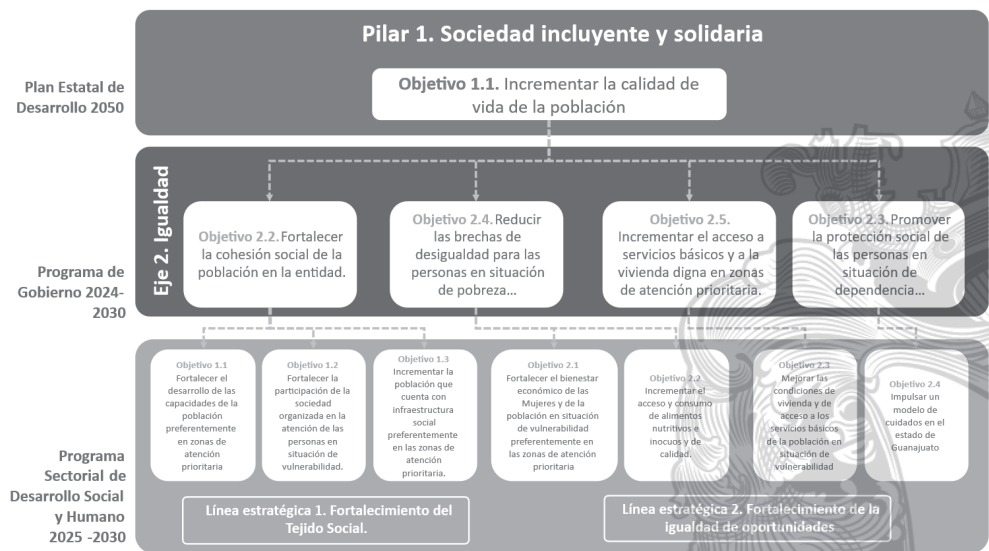 Pilar 1. Sociedad incluyente y solidaria
Plan Estatal de
Desarrollo 2050
Objetivo 1.1. Incrementar la calidad de
vida de la población
Eje 2. Igualdad
Programa de
Gobierno 2024-
2030
Objetivo 2.2. Fortalecer
la cohesión social de
la población en la entidad.
Objetivo 2.4. Reducir
las brechas de
desigualdad para las
personas en situación
de pobreza...
Objetivo 2.5.
Incrementar el acceso a
servicios básicos y a la
vivienda digna en zonas
de atención prioritaria.
Objetivo 2.3. Promover
la protección social de
las personas en
situación de
dependencia...
Programa
Sectorial de
Desarrollo Social
y Humano
2025 -2030
Objetivo 1.1
Fortalecer el
desarrollo de las
capacidades de la
población
preferentemente
en zonas de
atención
prioritaria
Objetivo 1.2
Fortalecer la
participación de la
sociedad
organizada en la
atención de las
personas en
situación de
vulnerabilidad.
Objetivo 1.3
Incrementar la
población que
cuenta con
infraestructura
social
preferentemente
en las zonas de
atención
prioritaria.
Objetivo 2.1
Fortalecer el bienestar
económico de las
Mujeres y de la
población en situación
de vulnerabilidad
preferentemente en
las zonas de atención
prioritaria
Objetivo 2.2
Incrementar el
acceso y consumo
de alimentos
nutritivos e
inocuos y de
calidad.
Objetivo 2.3
Mejorar las
condiciones de
vivienda y de
acceso a los
servicios básicos
de la población en
situación de
vulnerabilidad
Objetivo 2.4
Impulsar un
modelo de
cuidados en el
estado de
Guanajuato
Línea estratégica 1. Fortalecimiento del
Tejido Social.
Línea estratégica 2. Fortalecimiento de la
igualdad de oportunidades